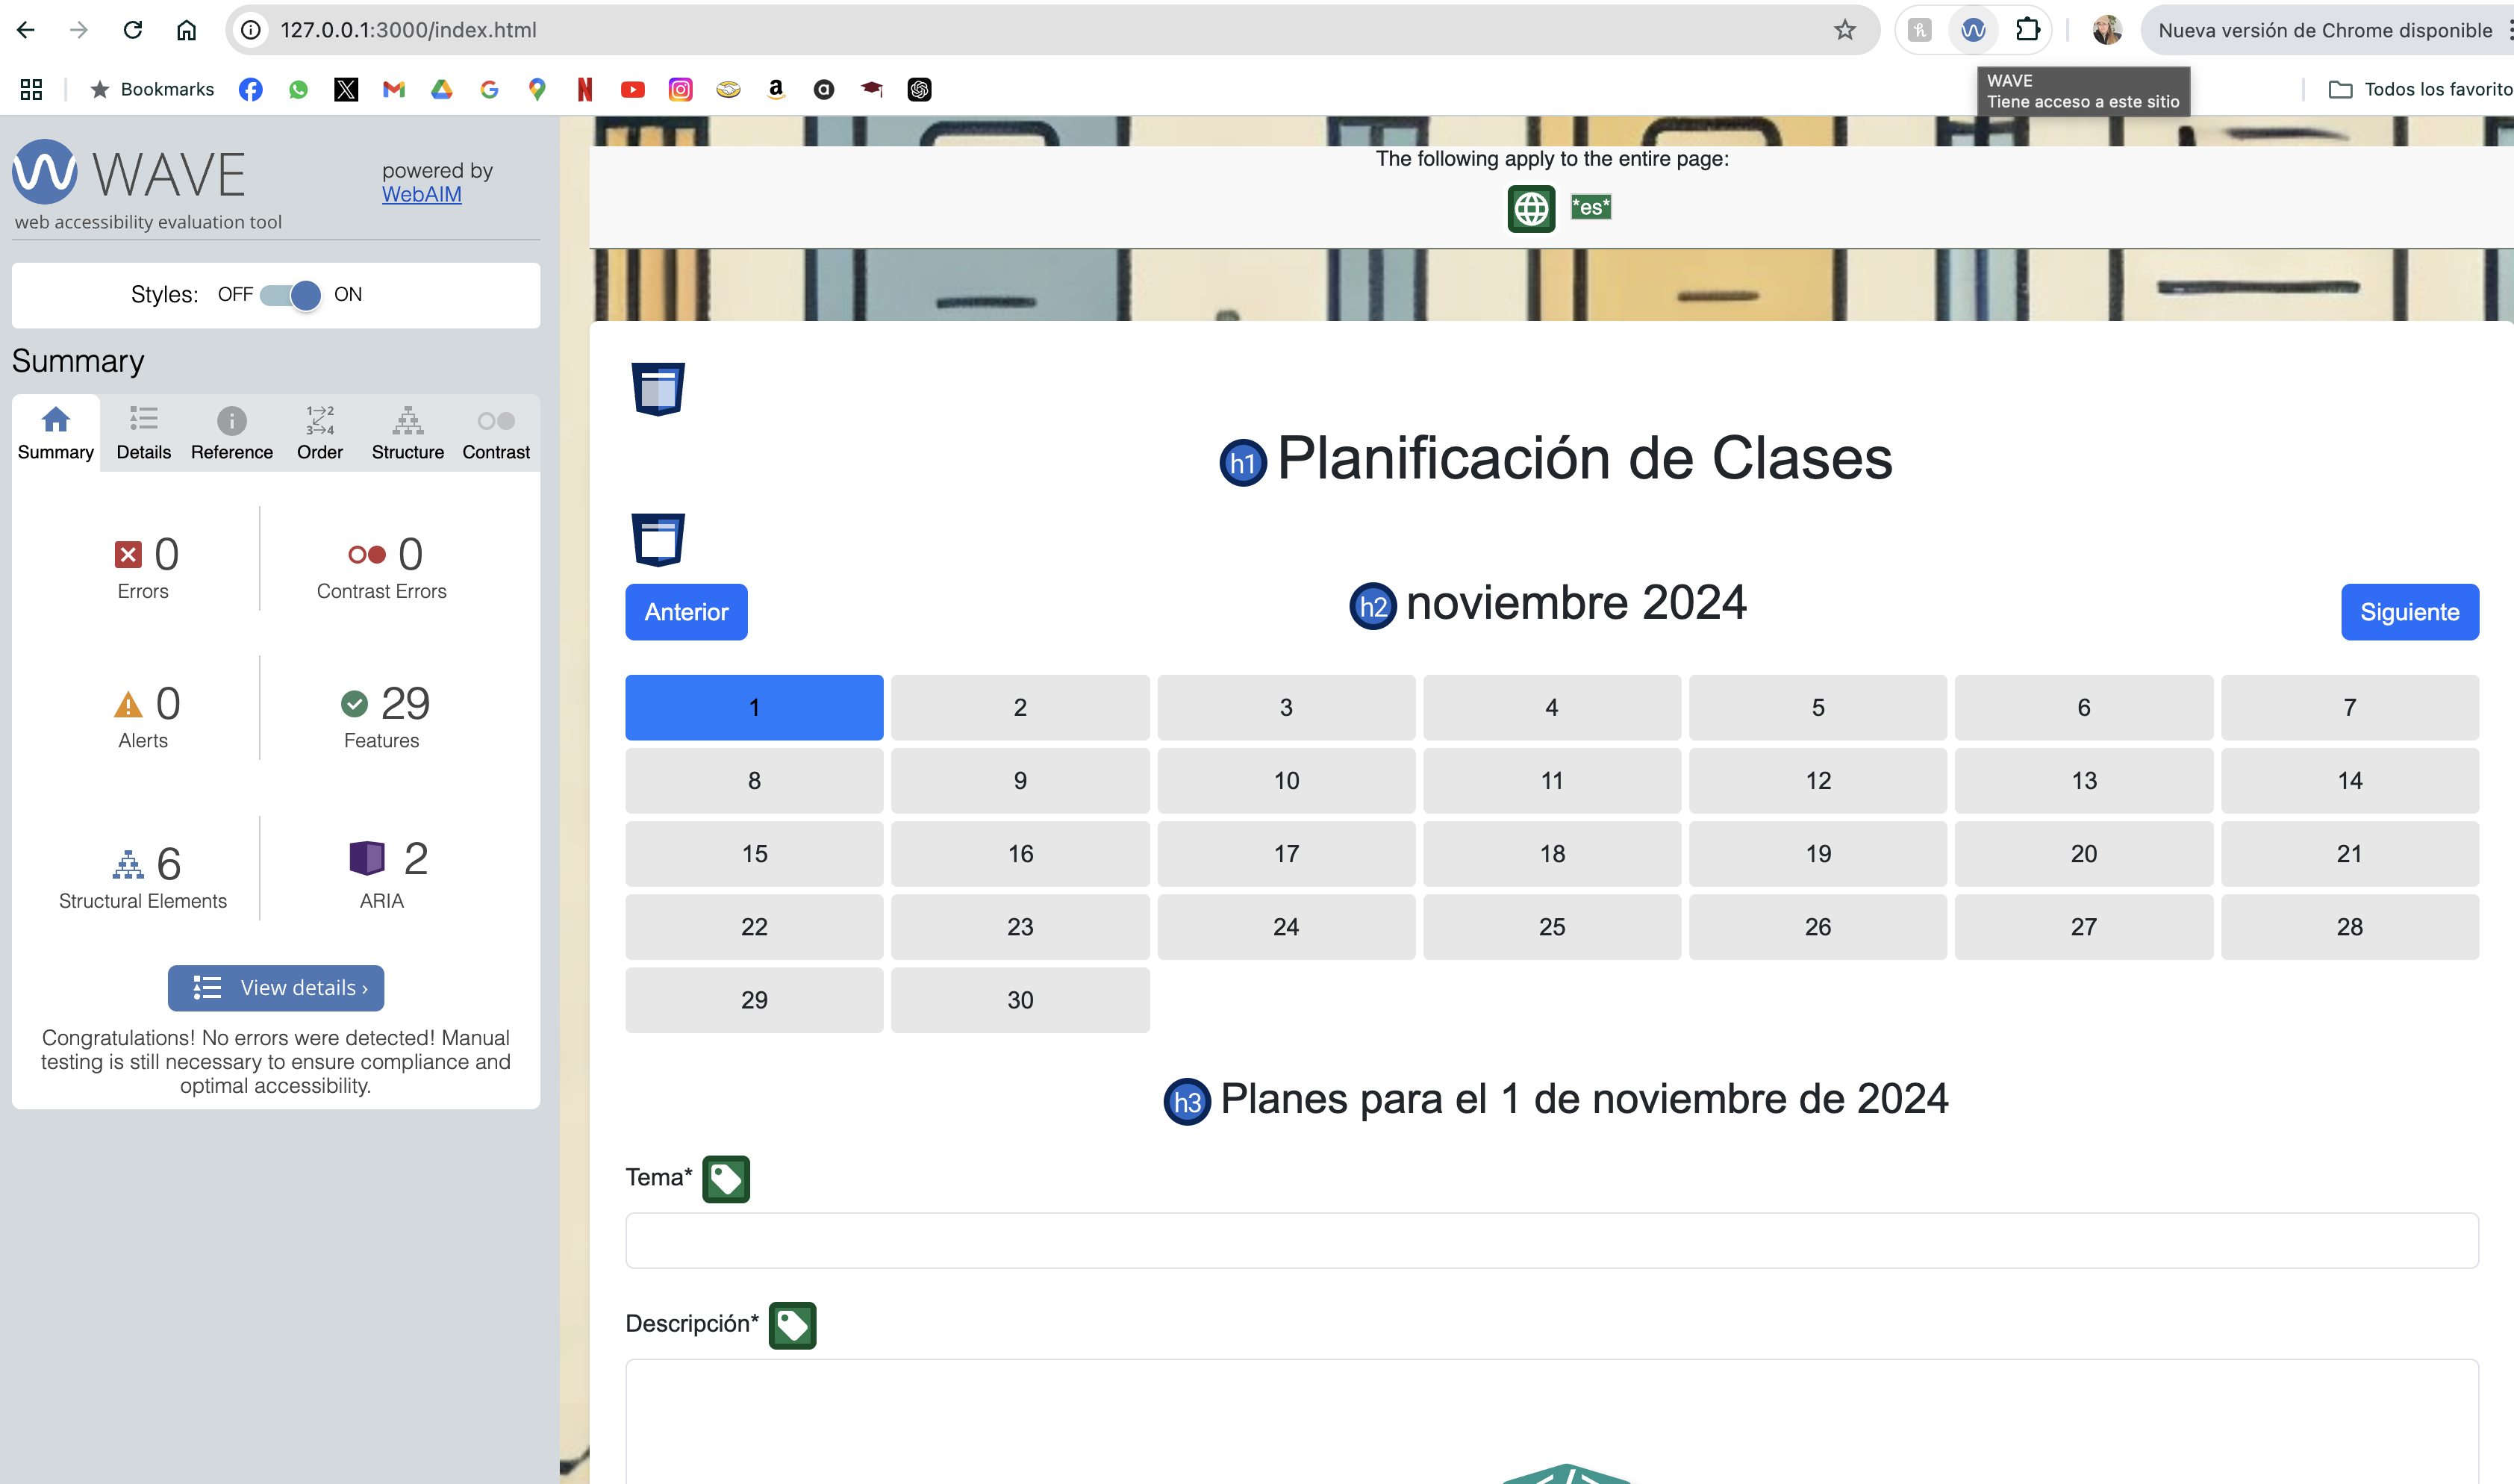 127.0.0.1:3000/index.html
Nueva versión de Chrome disponible
Bookmarks
Todos los favorito
WAVE
Tiene acceso a este sitio
WAVE
powered by
WebAIM
web accessibility evaluation tool
Styles: OFF ON
Summary
Summary Details Reference Order Structure Contrast
0
Errors
0
Contrast Errors
0
Alerts
29
Features
6
Structural Elements
2
ARIA
View details ›
Congratulations! No errors were detected! Manual
testing is still necessary to ensure compliance and
optimal accessibility.
The following apply to the entire page:
*es*
h1 Planificación de Clases
Anterior
h2 noviembre 2024
Siguiente
1 2 3 4 5 6 7
8 9 10 11 12 13 14
15 16 17 18 19 20 21
22 23 24 25 26 27 28
29 30
h3 Planes para el 1 de noviembre de 2024
Tema*
Descripción*